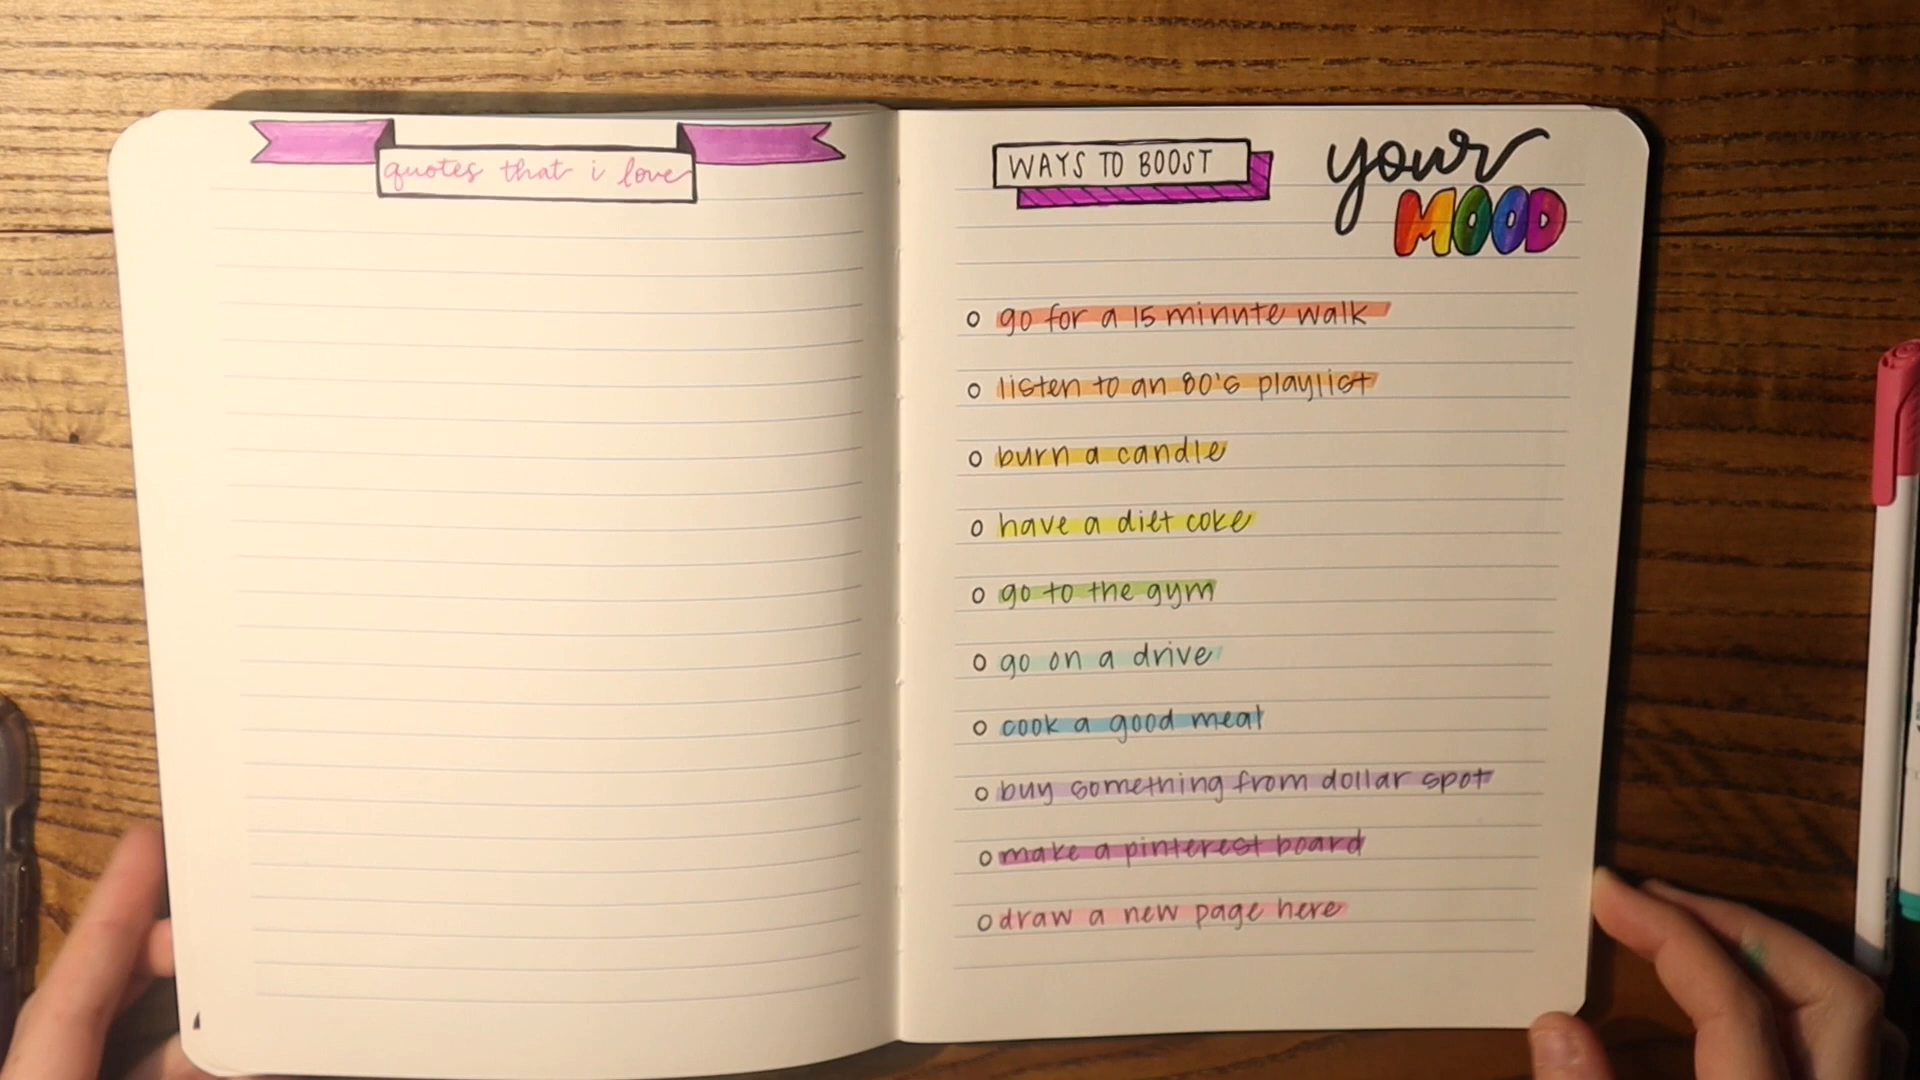 quotes that i love
WAYS TO BOOST
your
MOOD
go for a 15 minute walk
listen to an 80's playlist
burn a candle
have a diet coke
go to the gym
go on a drive
cook a good meal
buy something from dollar spot
make a pinterest board
draw a new page here